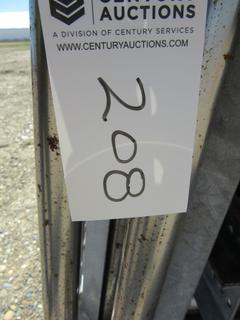 CENTURY
AUCTIONS
A DIVISION OF CENTURY SERVICES
WWW.CENTURYAUCTIONS.COM
208